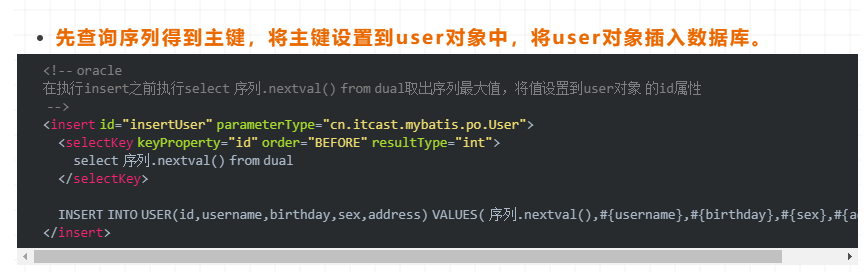 • 先查询序列得到主键，将主键设置到user对象中，将user对象插入数据库。
<!-- oracle
在执行insert之前执行select 序列.nextval() from dual取出序列最大值，将值设置到user对象 的id属性
-->
<insert id="insertUser" parameterType="cn.itcast.mybatis.po.User">
<selectKey keyProperty="id" order="BEFORE" resultType="int">
select 序列.nextval() from dual
</selectKey>
INSERT INTO USER(id,username,birthday,sex,address) VALUES( 序列.nextval(),#{username},#{birthday},#{sex},#{a
</insert>